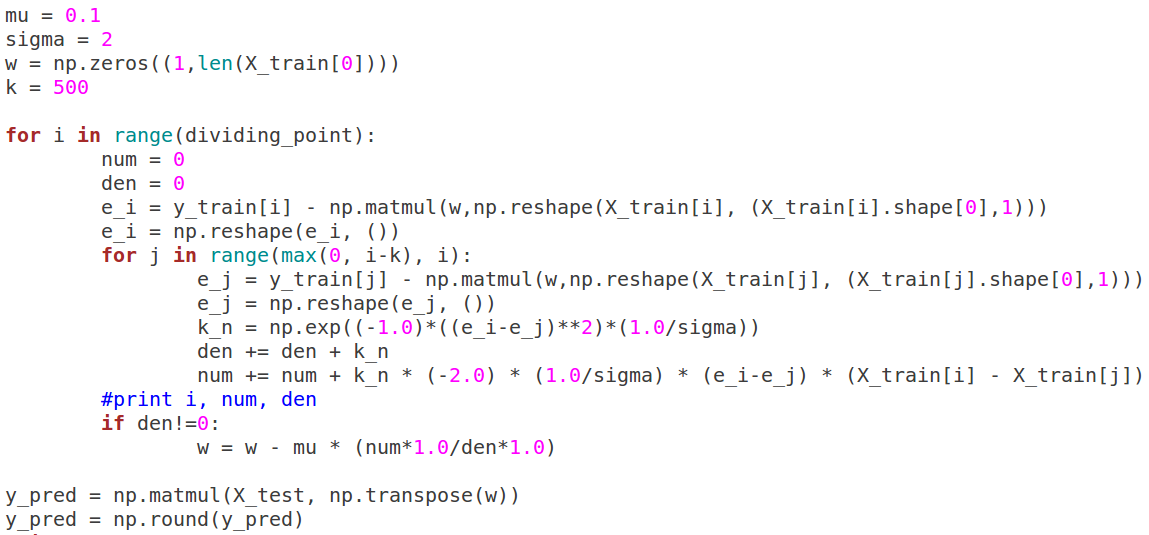 mu = 0.1
sigma = 2
w = np.zeros((1,len(X_train[0])))
k = 500
for i in range(dividing_point):
num = 0
den = 0
e_i = y_train[i] - np.matmul(w,np.reshape(X_train[i], (X_train[i].shape[0],1)))
e_i = np.reshape(e_i, ())
for j in range(max(0, i-k), i):
e_j = y_train[j] - np.matmul(w,np.reshape(X_train[j], (X_train[j].shape[0],1)))
e_j = np.reshape(e_j, ())
k_n = np.exp((-1.0)*((e_i-e_j)**2)*(1.0/sigma))
den += den + k_n
num += num + k_n * (-2.0) * (1.0/sigma) * (e_i-e_j) * (X_train[i] - X_train[j])
#print i, num, den
if den!=0:
w = w - mu * (num*1.0/den*1.0)
y_pred = np.matmul(X_test, np.transpose(w))
y_pred = np.round(y_pred)